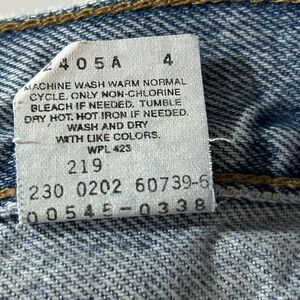 405A 4
MACHINE WASH WARM NORMAL
CYCLE. ONLY NON-CHLORINE
BLEACH IF NEEDED. TUMBLE
DRY HOT. HOT IRON IF NEEDED.
WASH AND DRY
WITH LIKE COLORS.
WPL 423
219
230 0202 60739-6
00545-0338